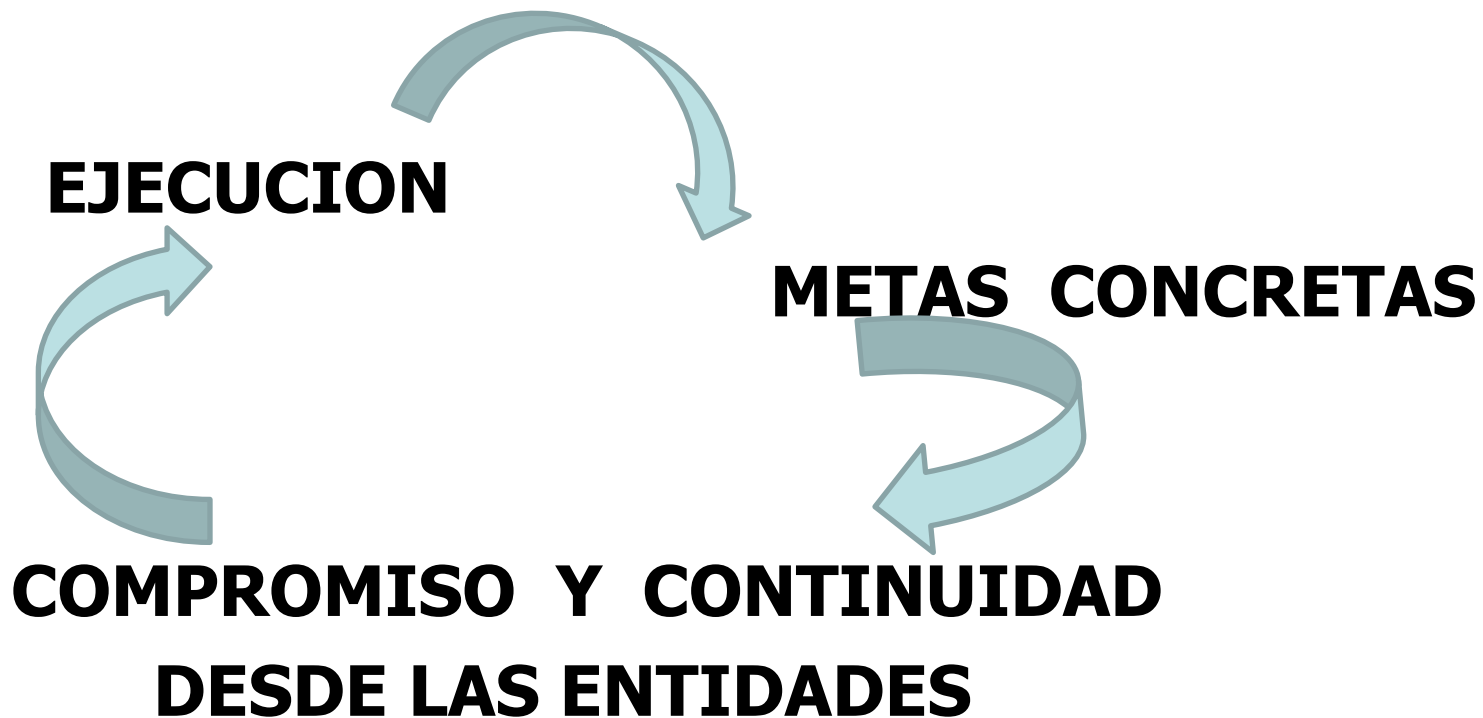 EJECUCION
METAS CONCRETAS
COMPROMISO Y CONTINUIDAD
DESDE LAS ENTIDADES